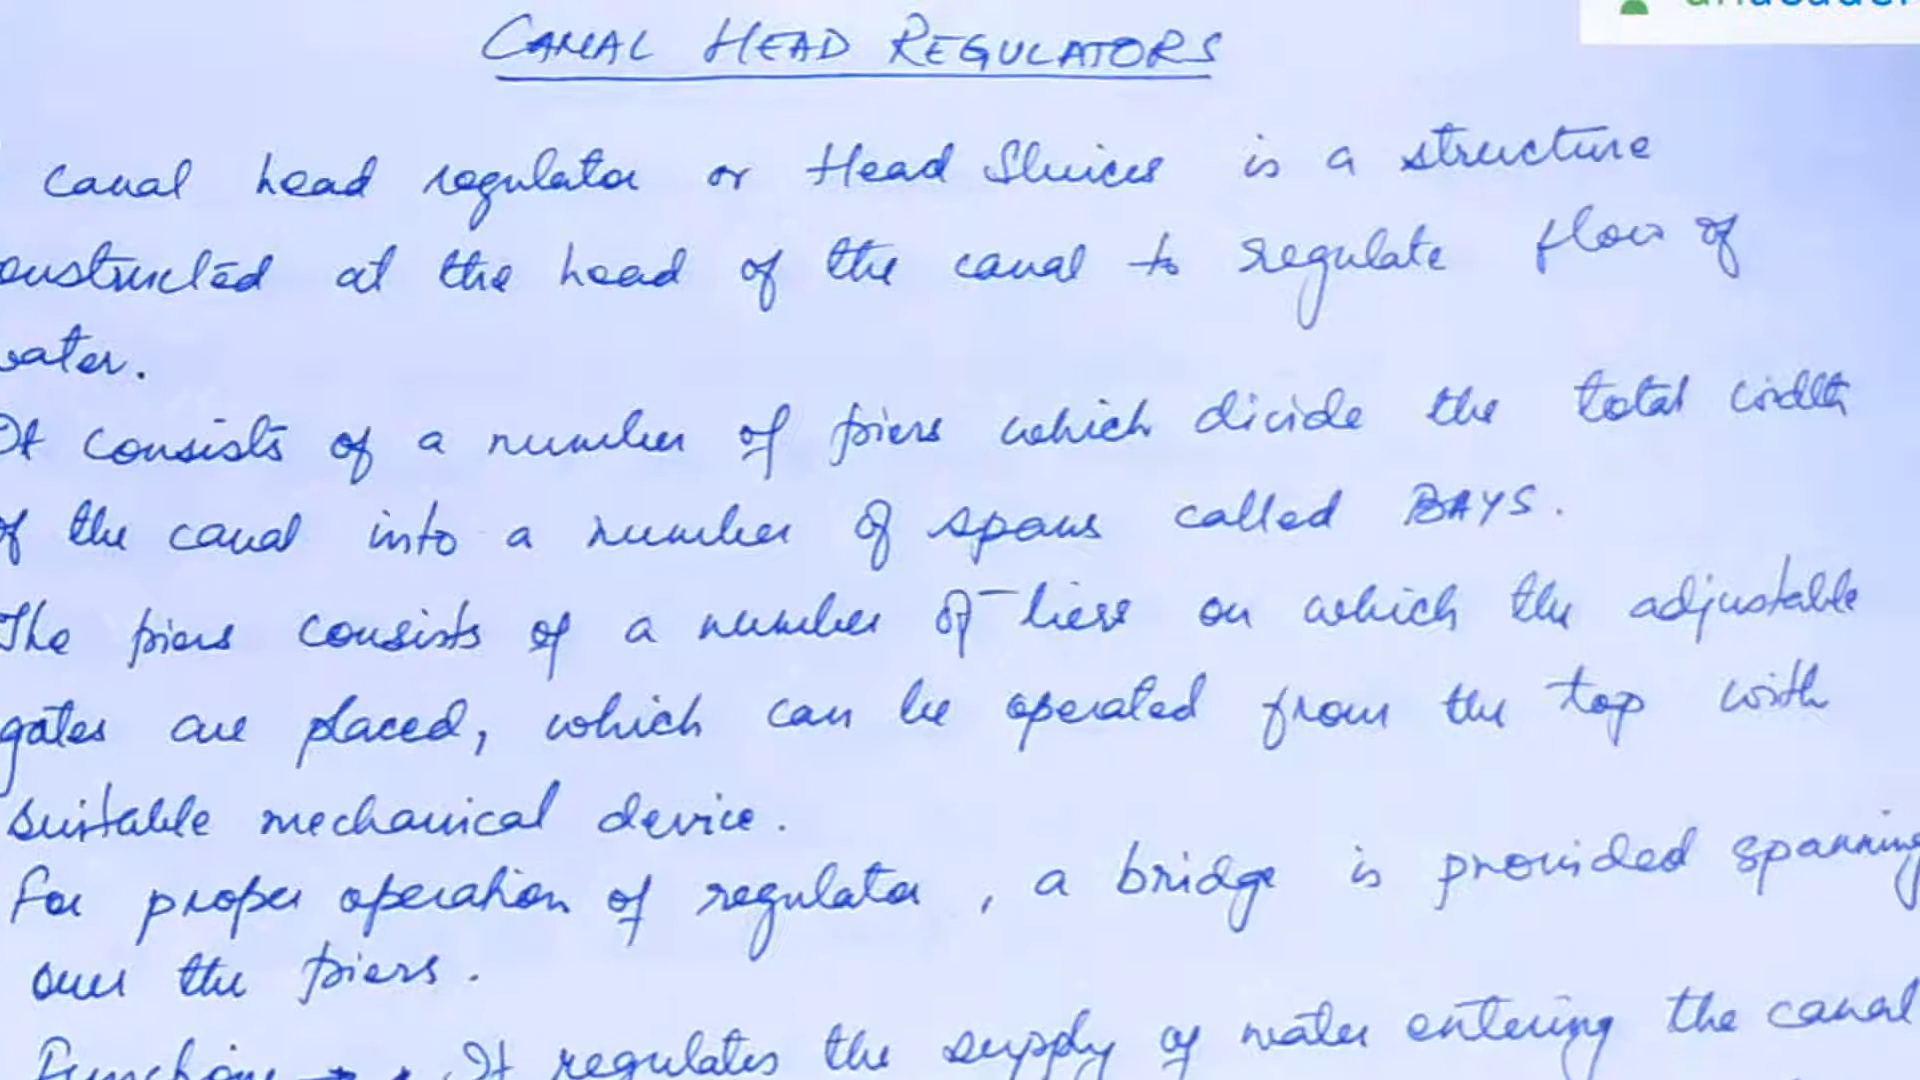 CANAL HEAD REGULATORS
canal head regulator or Head Sluices is a structure
onstructed at the head of the canal to regulate flow of
water.
It consists of a number of piers which divide the total width
of the canal into a number of spans called BAYS.
The piers consists of a number of tiers on which the adjustable
gates are placed, which can be operated from the top with
suitable mechanical device.
For proper operation of regulator, a bridge is provided spanning
over the piers.
Functions → • It regulates the supply of water entering the canal